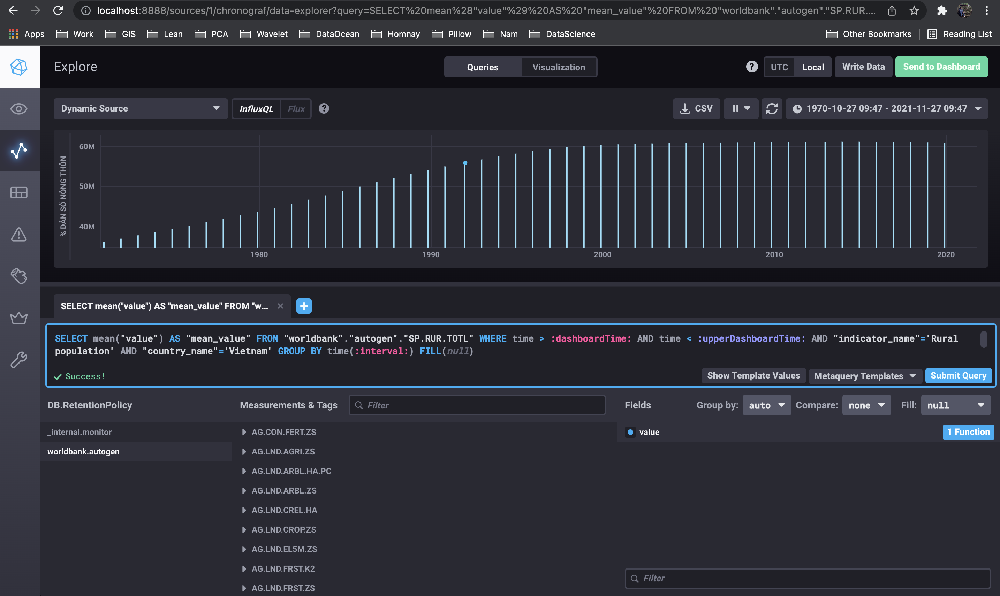 localhost:8888/sources/1/chronograf/data-explorer?query=SELECT%20mean%28"value"%29%20AS%20"mean_value"%20FROM%20"worldbank"."autogen"."SP.RUR....
Apps Work GIS Lean PCA Wavelet DataOcean Homnay Pillow Nam DataScience Other Bookmarks Reading List
Explore Queries Visualization ? UTC Local Write Data Send to Dashboard
Dynamic Source InfluxQL Flux ? CSV 1970-10-27 09:47 - 2021-11-27 09:47
% DÂN SỐ NÔNG THÔN
60M
50M
40M
1980 1990 2000 2010 2020
SELECT mean("value") AS "mean_value" FROM "w... × +
SELECT mean("value") AS "mean_value" FROM "worldbank"."autogen"."SP.RUR.TOTL" WHERE time > :dashboardTime: AND time < :upperDashboardTime: AND "indicator_name"='Rural
population' AND "country_name"='Vietnam' GROUP BY time(:interval:) FILL(null)
Success! Show Template Values Metaquery Templates Submit Query
DB.RetentionPolicy Measurements & Tags Filter Fields Group by: auto Compare: none Fill: null
_internal.monitor AG.CON.FERT.ZS value 1 Function
worldbank.autogen AG.LND.AGRI.ZS
AG.LND.ARBL.HA.PC
AG.LND.ARBL.ZS
AG.LND.CREL.HA
AG.LND.CROP.ZS
AG.LND.EL5M.ZS
AG.LND.FRST.K2
Filter
AG.LND.FRST.ZS